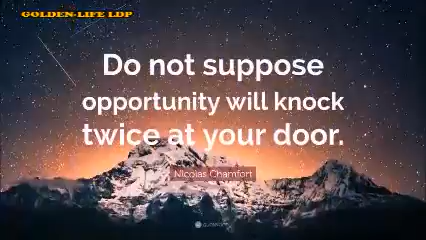 GOLDEN-LIFE LDP
Do not suppose
opportunity will knock
twice at your door.
Nicolas Chamfort